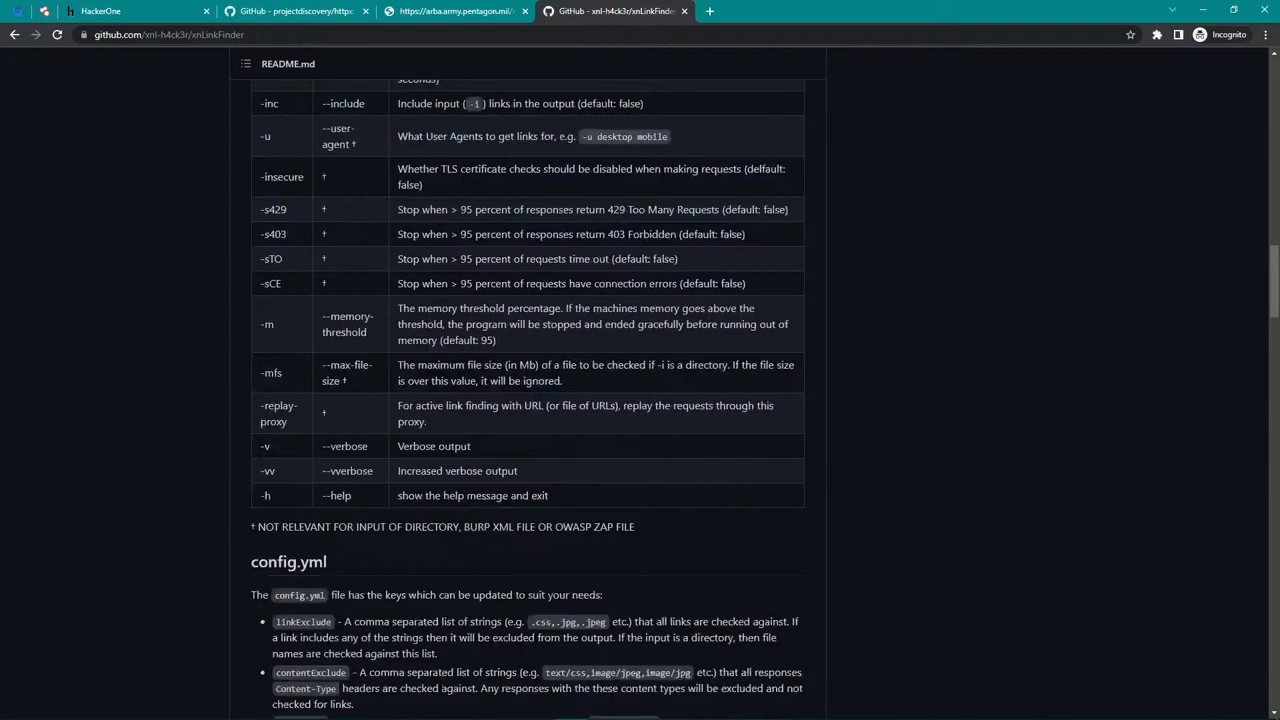 HackerOne
GitHub - projectdiscovery/httpx
https://arba.army.pentagon.mil/
GitHub - xnl-h4ck3r/xnLinkFinder
github.com/xnl-h4ck3r/xnLinkFinder
Incognito
README.md
seconds)
-inc --include Include input ( -i ) links in the output (default: false)
-u --user-agent † What User Agents to get links for, e.g. -u desktop mobile
-insecure † Whether TLS certificate checks should be disabled when making requests (delfault:
false)
-s429 † Stop when > 95 percent of responses return 429 Too Many Requests (default: false)
-s403 † Stop when > 95 percent of responses return 403 Forbidden (default: false)
-sTO † Stop when > 95 percent of requests time out (default: false)
-sCE † Stop when > 95 percent of requests have connection errors (default: false)
-m --memory-threshold The memory threshold percentage. If the machines memory goes above the
threshold, the program will be stopped and ended gracefully before running out of
memory (default: 95)
-mfs --max-file-size † The maximum file size (in Mb) of a file to be checked if -i is a directory. If the file size
is over this value, it will be ignored.
-replay-proxy † For active link finding with URL (or file of URLs), replay the requests through this
proxy.
-v --verbose Verbose output
-vv --vverbose Increased verbose output
-h --help show the help message and exit
† NOT RELEVANT FOR INPUT OF DIRECTORY, BURP XML FILE OR OWASP ZAP FILE
config.yml
The config.yml file has the keys which can be updated to suit your needs:
linkExclude - A comma separated list of strings (e.g. .css,.jpg,.jpeg etc.) that all links are checked against. If
a link includes any of the strings then it will be excluded from the output. If the input is a directory, then file
names are checked against this list.
contentExclude - A comma separated list of strings (e.g. text/css,image/jpeg,image/jpg etc.) that all responses
Content-Type headers are checked against. Any responses with the these content types will be excluded and not
checked for links.